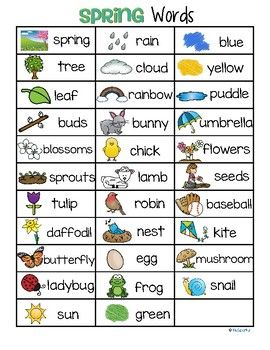 SPRING Words
spring rain blue
tree cloud yellow
leaf rainbow puddle
buds bunny umbrella
blossoms chick flowers
sprouts lamb seeds
tulip robin baseball
daffodil nest kite
butterfly egg mushroom
ladybug frog snail
sun green